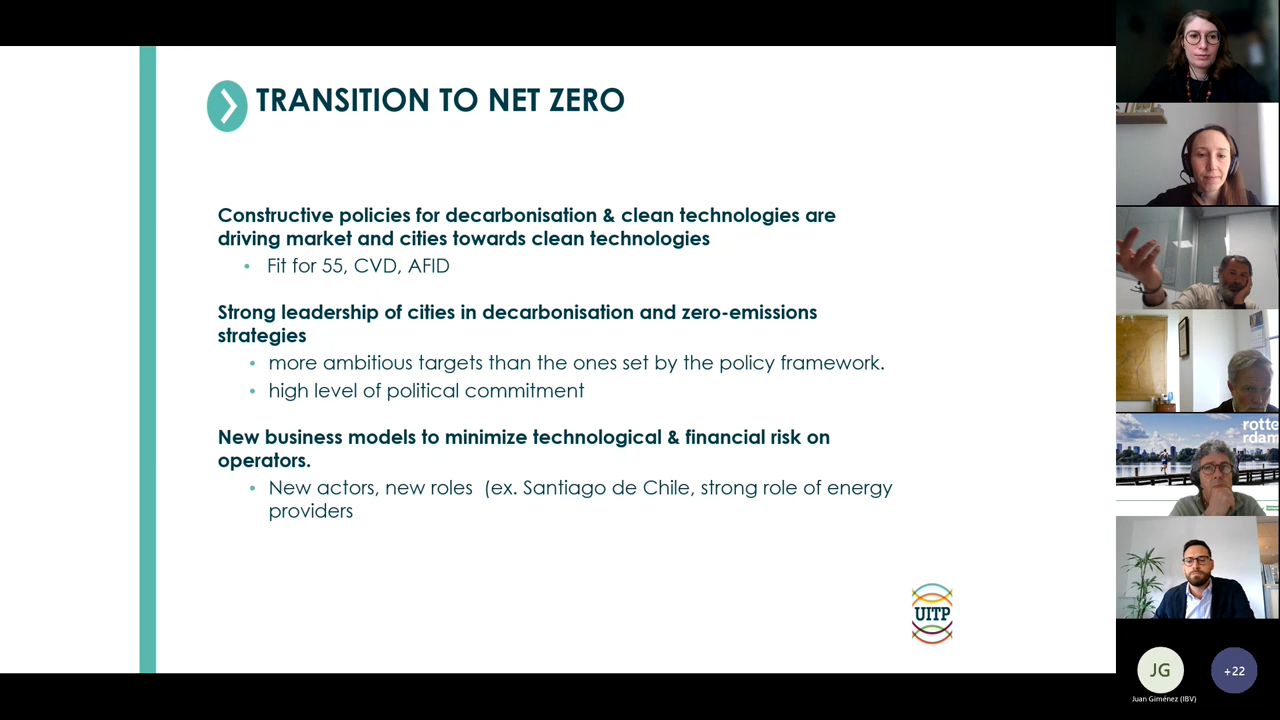 TRANSITION TO NET ZERO
Constructive policies for decarbonisation & clean technologies are
driving market and cities towards clean technologies
• Fit for 55, CVD, AFID
Strong leadership of cities in decarbonisation and zero-emissions
strategies
• more ambitious targets than the ones set by the policy framework.
• high level of political commitment
New business models to minimize technological & financial risk on
operators.
• New actors, new roles  (ex. Santiago de Chile, strong role of energy
providers
UITP
rotte
rdam
JG
+22
Juan Giménez (IBV)